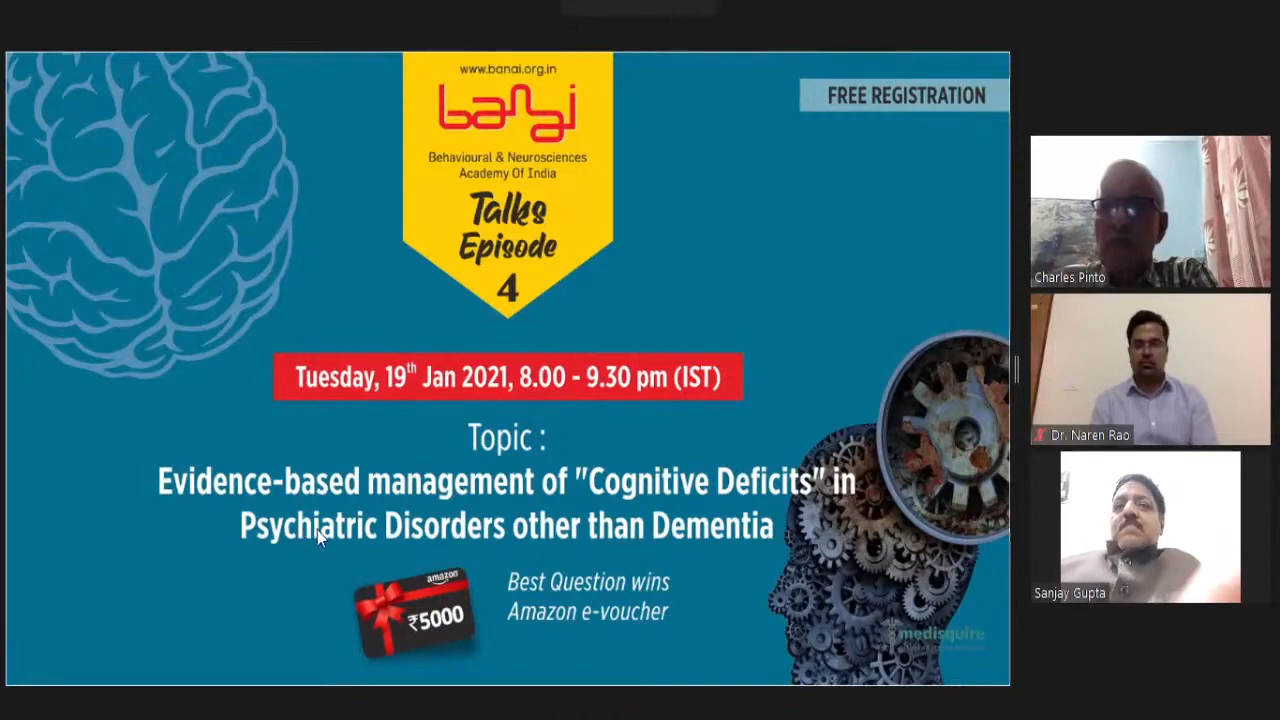 www.banai.org.in
banai
Behavioural & Neurosciences
Academy Of India
Talks
Episode
4
FREE REGISTRATION
Tuesday, 19th Jan 2021, 8.00 - 9.30 pm (IST)
Topic :
Evidence-based management of "Cognitive Deficits" in
Psychiatric Disorders other than Dementia
amazon
₹5000
Best Question wins
Amazon e-voucher
medisquire
Charles Pinto
Dr. Naren Rao
Sanjay Gupta